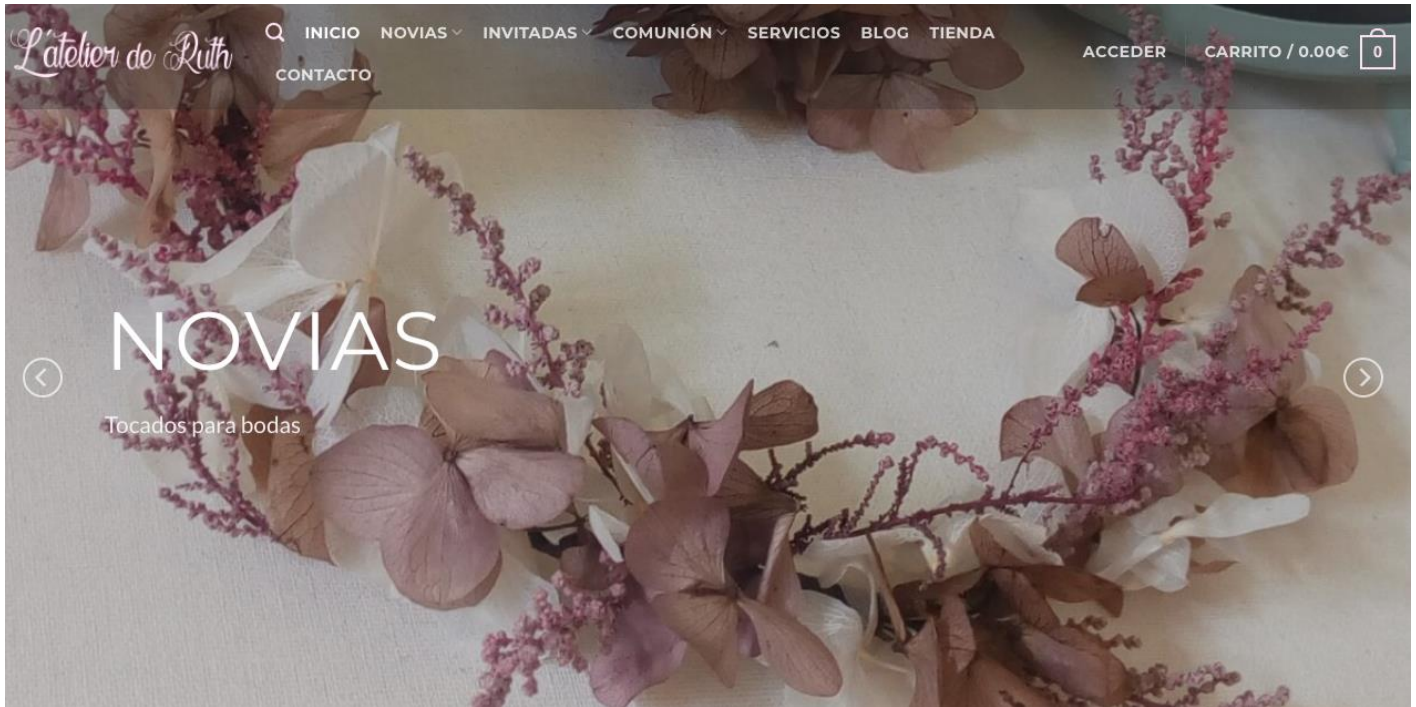 L'atelier de Ruth
INICIO NOVIAS INVITADAS COMUNIÓN SERVICIOS BLOG TIENDA
CONTACTO
ACCEDER CARRITO / 0.00€ 0
NOVIAS
Tocados para bodas